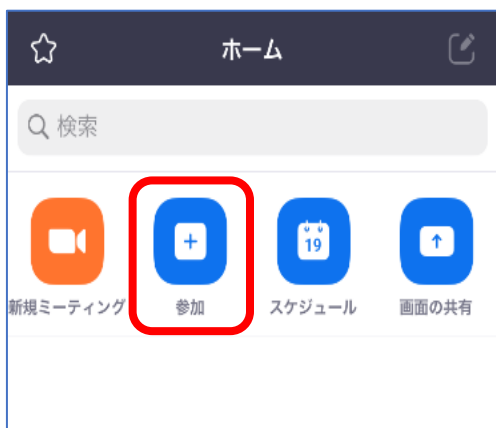 ホーム
検索
19
新規ミーティング
参加
スケジュール
画面の共有